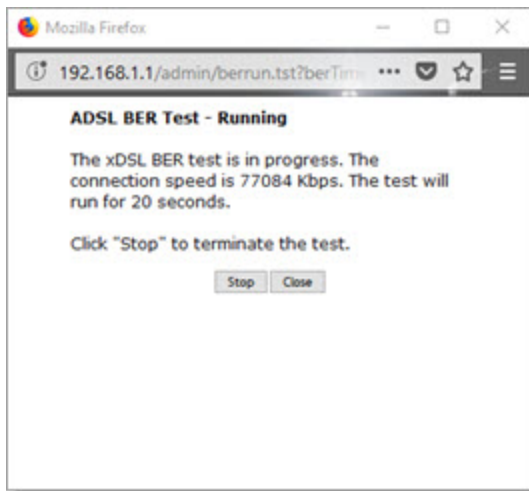 Mozilla Firefox
192.168.1.1/admin/berrun.tst?berTim
ADSL BER Test - Running
The xDSL BER test is in progress. The
connection speed is 77084 Kbps. The test will
run for 20 seconds.
Click "Stop" to terminate the test.
Stop Close